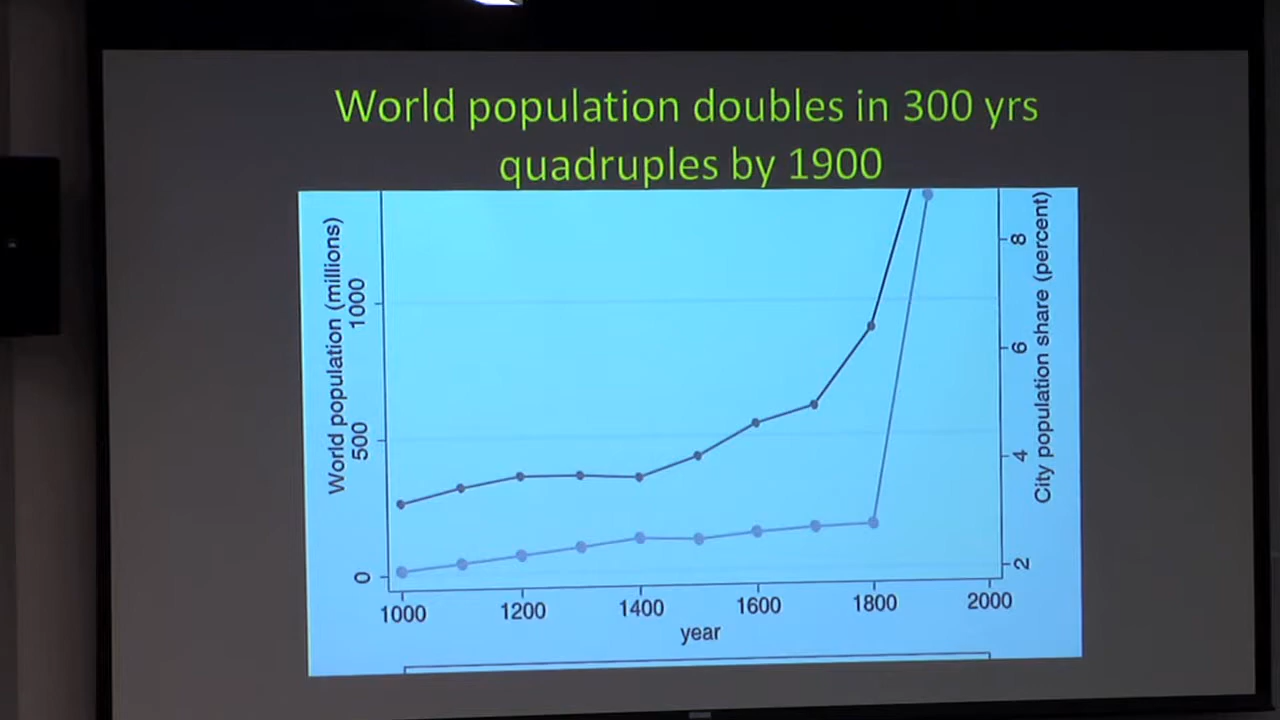 World population doubles in 300 yrs
quadruples by 1900
World population (millions)
1000
500
0
City population share (percent)
8
6
4
2
1000 1200 1400 1600 1800 2000
year